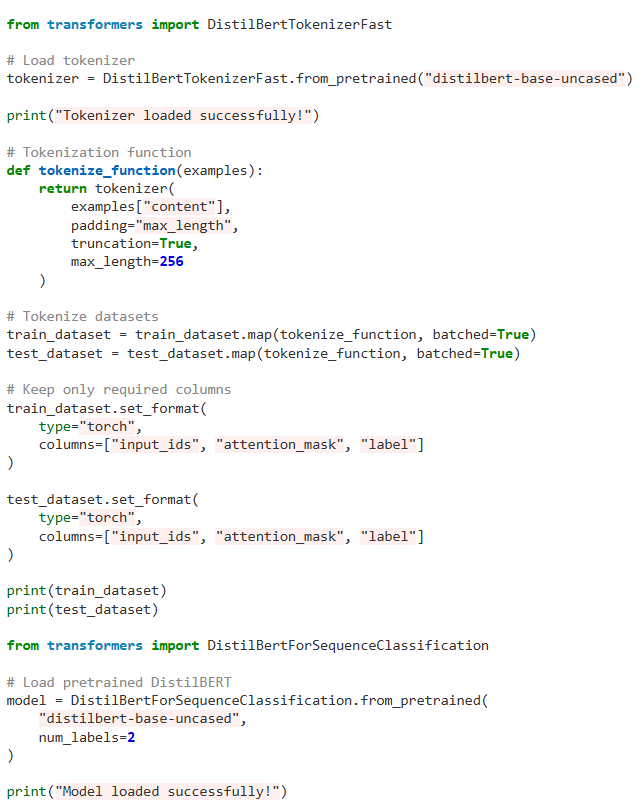 from transformers import DistilBertTokenizerFast
# Load tokenizer
tokenizer = DistilBertTokenizerFast.from_pretrained("distilbert-base-uncased")
print("Tokenizer loaded successfully!")
# Tokenization function
def tokenize_function(examples):
    return tokenizer(
        examples["content"],
        padding="max_length",
        truncation=True,
        max_length=256
    )
# Tokenize datasets
train_dataset = train_dataset.map(tokenize_function, batched=True)
test_dataset = test_dataset.map(tokenize_function, batched=True)
# Keep only required columns
train_dataset.set_format(
    type="torch",
    columns=["input_ids", "attention_mask", "label"]
)
test_dataset.set_format(
    type="torch",
    columns=["input_ids", "attention_mask", "label"]
)
print(train_dataset)
print(test_dataset)
from transformers import DistilBertForSequenceClassification
# Load pretrained DistilBERT
model = DistilBertForSequenceClassification.from_pretrained(
    "distilbert-base-uncased",
    num_labels=2
)
print("Model loaded successfully!")